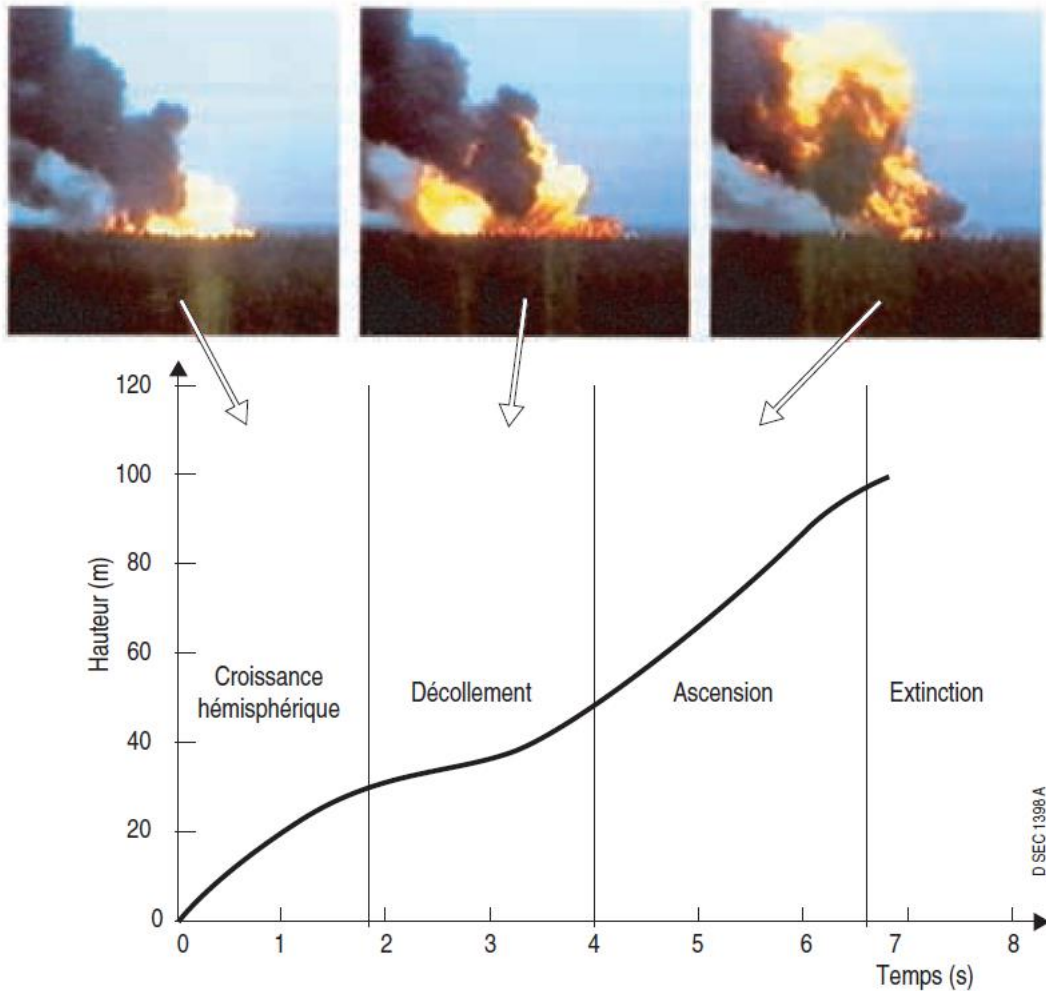 120
100
80
60
40
20
0
Hauteur (m)
Croissance
hémisphérique
Décollement
Ascension
Extinction
0 1 2 3 4 5 6 7 8
Temps (s)
D SEC 1398 A